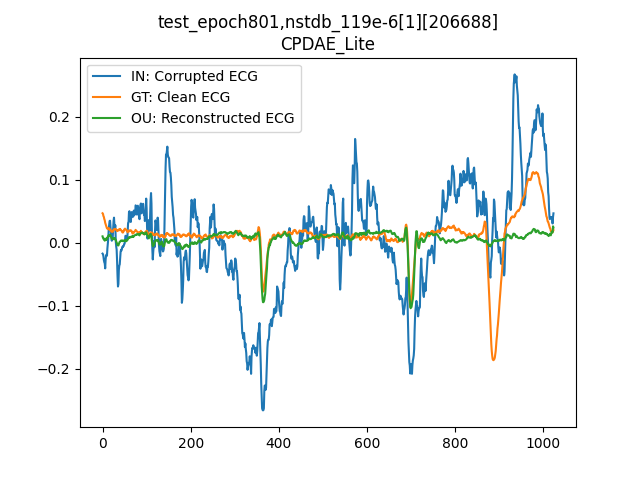 test_epoch801,nstdb_119e-6[1][206688]
CPDAE_Lite
IN: Corrupted ECG
GT: Clean ECG
OU: Reconstructed ECG
0.2
0.1
0.0
−0.1
−0.2
0 200 400 600 800 1000